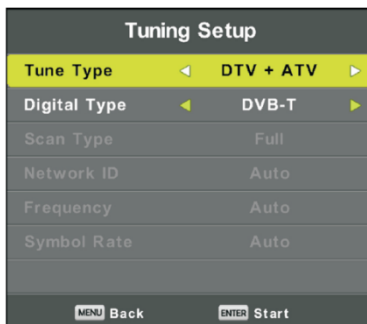 Tuning Setup
Tune Type DTV + ATV
Digital Type DVB-T
Scan Type Full
Network ID Auto
Frequency Auto
Symbol Rate Auto
MENU Back ENTER Start